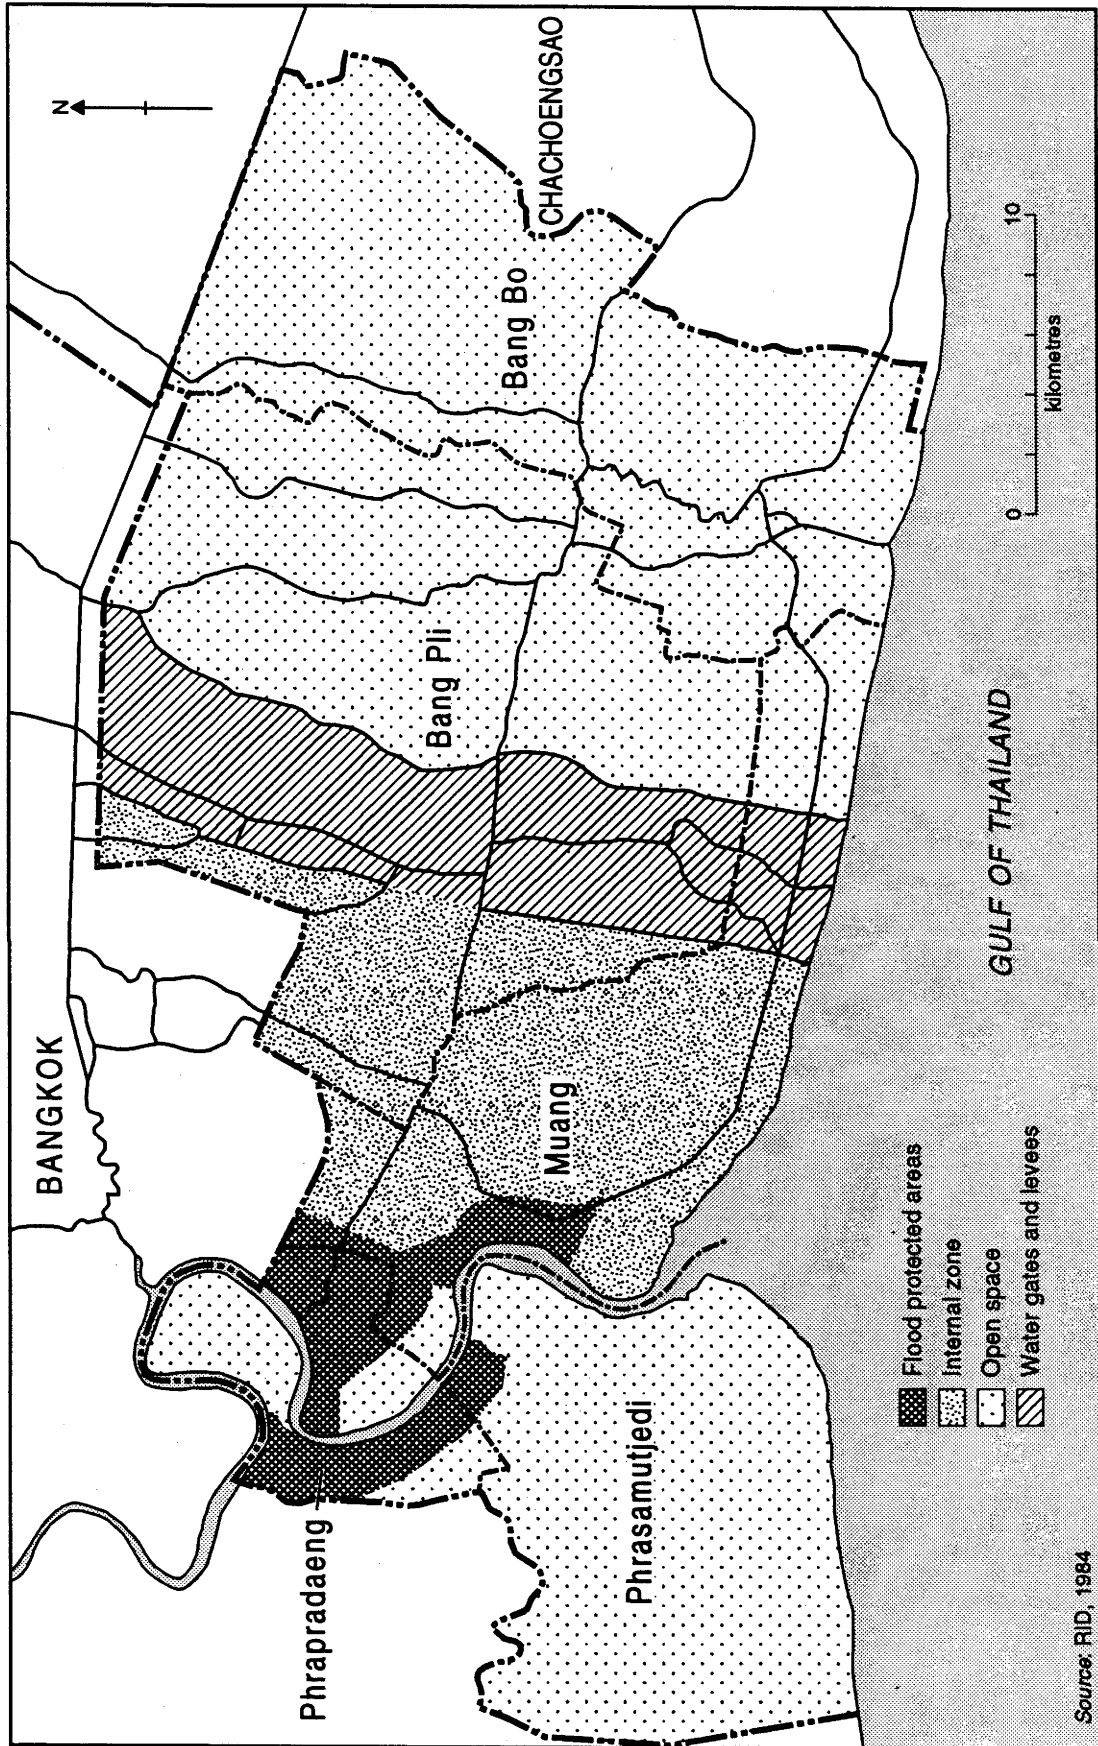 N
BANGKOK
CHACHOENGSAO
Bang Bo
Bang Pli
Muang
Phrapradaeng
Phrasamutjedi
GULF OF THAILAND
0 10
kilometres
Flood protected areas
Internal zone
Open space
Water gates and levees
Source: RID, 1984